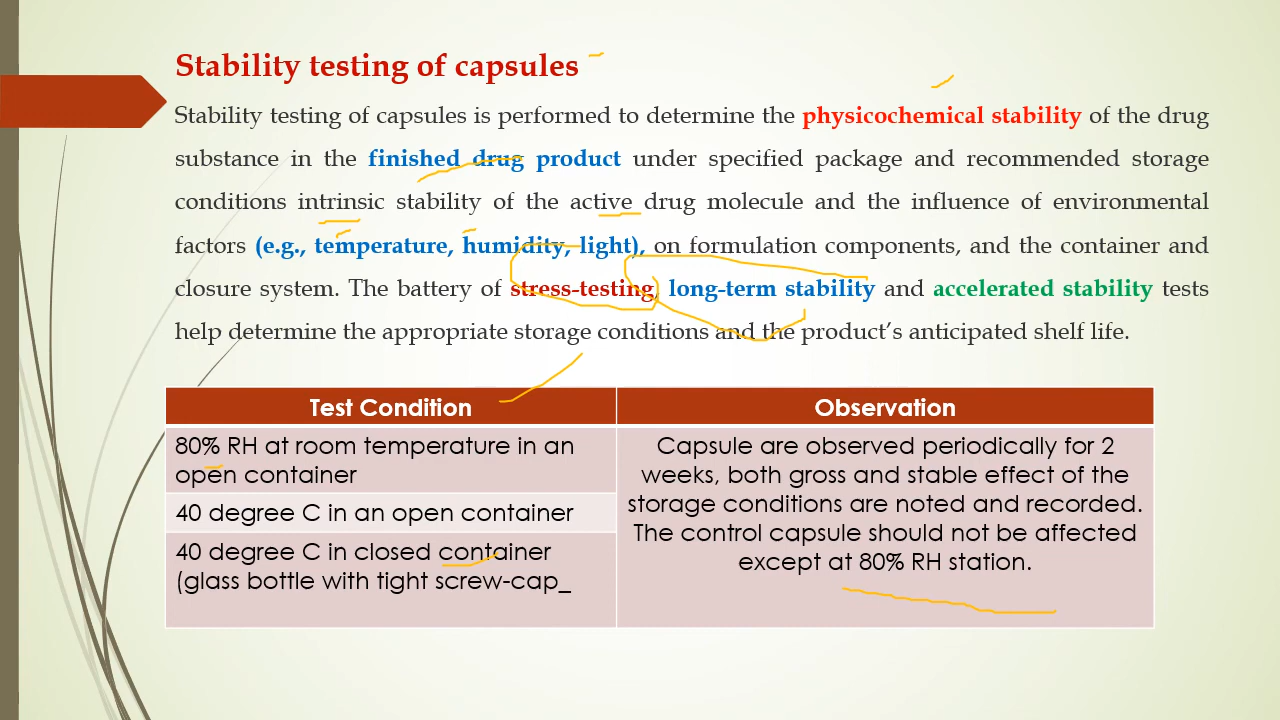 Stability testing of capsules
Stability testing of capsules is performed to determine the physicochemical stability of the drug
substance in the finished drug product under specified package and recommended storage
conditions intrinsic stability of the active drug molecule and the influence of environmental
factors (e.g., temperature, humidity, light), on formulation components, and the container and
closure system. The battery of stress-testing, long-term stability and accelerated stability tests
help determine the appropriate storage conditions and the product’s anticipated shelf life.
Test Condition
Observation
80% RH at room temperature in an
open container
40 degree C in an open container
40 degree C in closed container
(glass bottle with tight screw-cap_
Capsule are observed periodically for 2
weeks, both gross and stable effect of the
storage conditions are noted and recorded.
The control capsule should not be affected
except at 80% RH station.